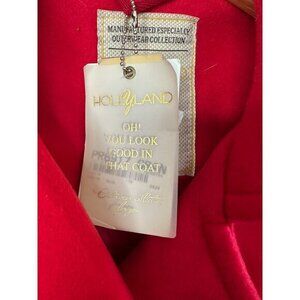 MANUFACTURED ESPECIALLY
OUTERWEAR COLLECTION
HOLLYLAND
OH!
YOU LOOK
GOOD IN
THAT COAT